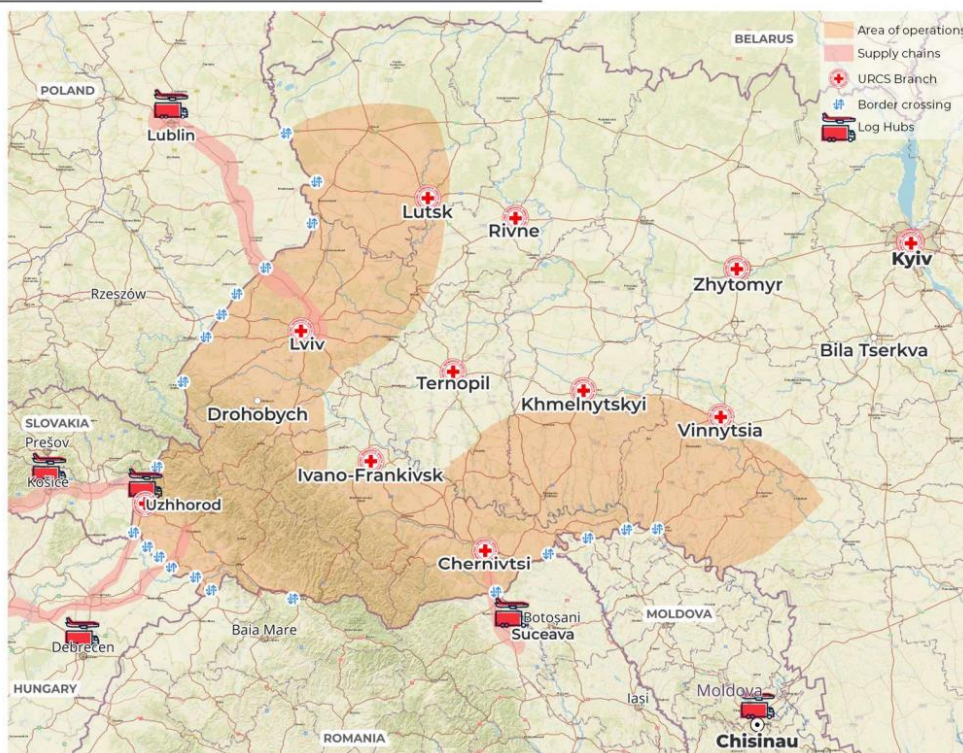 BELARUS
Area of operations
Supply chains
URCS Branch
Border crossing
Log Hubs
POLAND
Lublin
Lutsk
Rivne
Kyiv
Zhytomyr
Rzeszów
Lviv
Bila Tserkva
Ternopil
Khmelnytskyi
Drohobych
Vinnytsia
SLOVAKIA
Prešov
Košice
Ivano-Frankivsk
Uzhhorod
Chernivtsi
MOLDOVA
Botoșani
Suceava
Baia Mare
Debrecen
HUNGARY
Iași
Moldova
ROMANIA
Chisinau